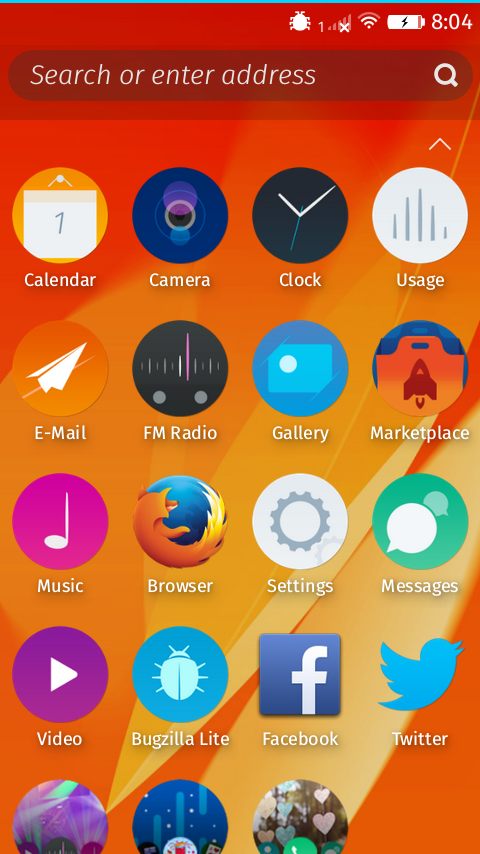 1 8:04
Search or enter address
1
Calendar Camera Clock Usage
E-Mail FM Radio Gallery Marketplace
Music Browser Settings Messages
f
Video Bugzilla Lite Facebook Twitter